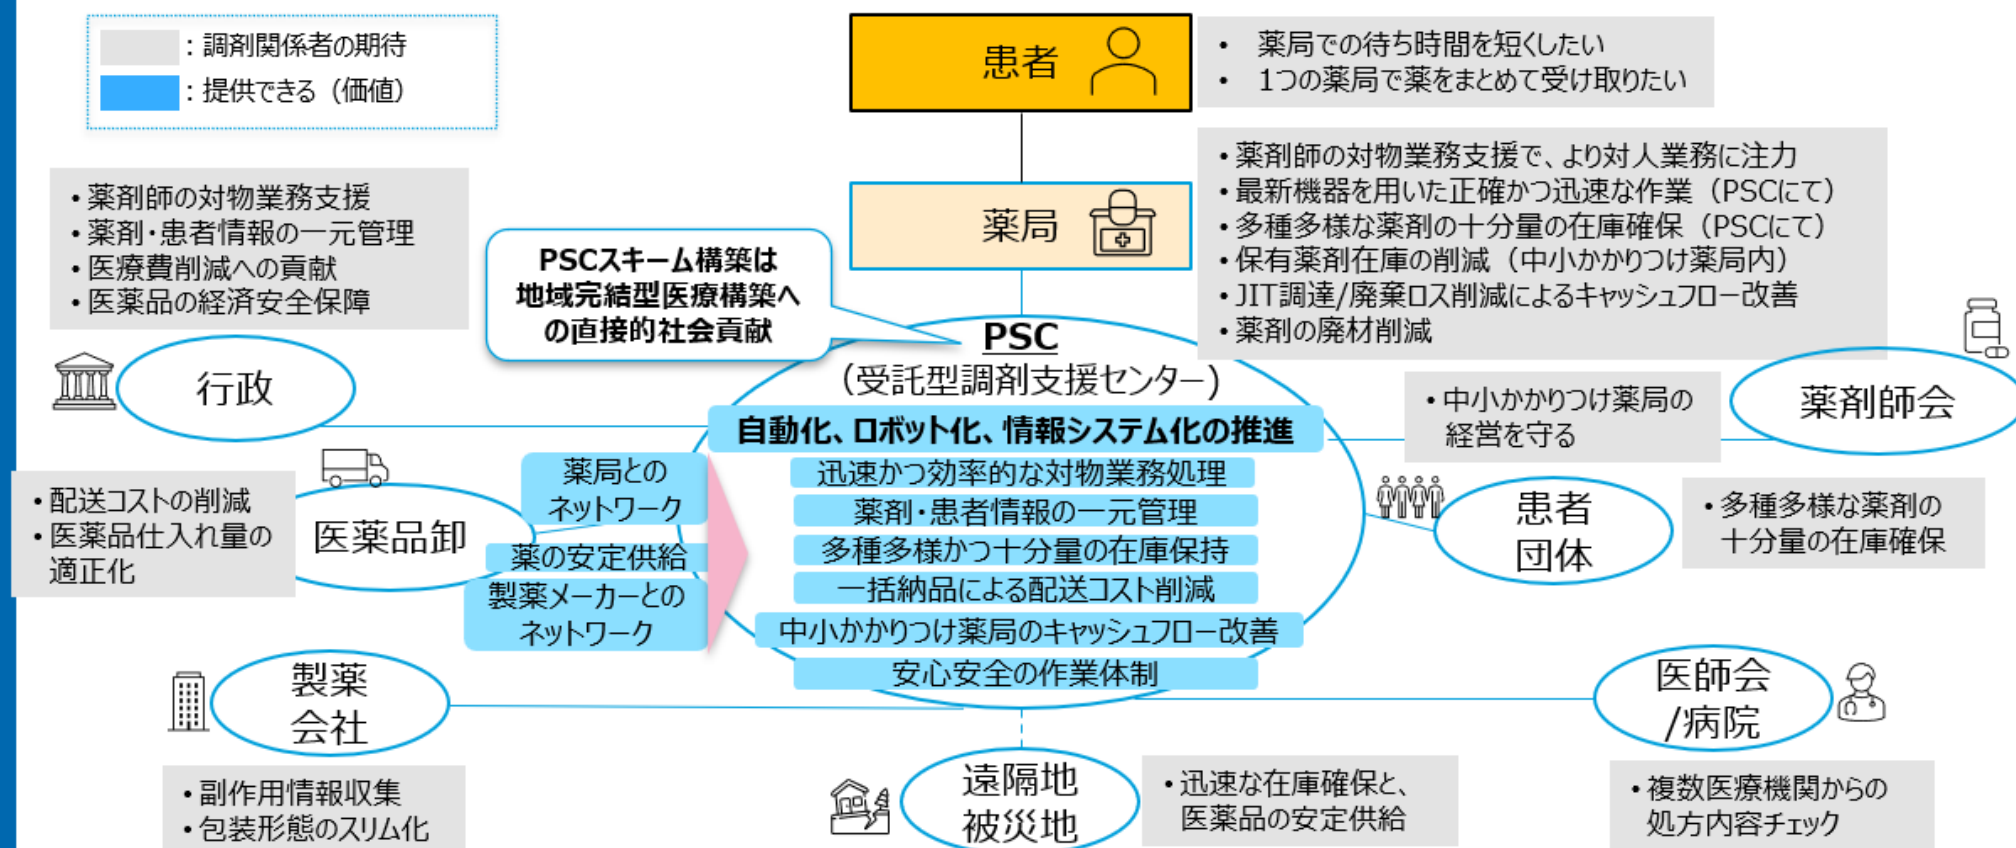 ：調剤関係者の期待
：提供できる（価値）
患者
• 薬局での待ち時間を短くしたい
• 1つの薬局で薬をまとめて受け取りたい
薬局
• 薬剤師の対物業務支援で、より対人業務に注力
• 最新機器を用いた正確かつ迅速な作業（PSCにて）
• 多種多様な薬剤の十分量の在庫確保（PSCにて）
• 保有薬剤在庫の削減（中小かかりつけ薬局内）
• JIT調達/廃棄ロス削減によるキャッシュフロー改善
• 薬剤の廃材削減
• 薬剤師の対物業務支援
• 薬剤・患者情報の一元管理
• 医療費削減への貢献
• 医薬品の経済安全保障
行政
PSCスキーム構築は
地域完結型医療構築へ
の直接的社会貢献
PSC
（受託型調剤支援センター)
自動化、ロボット化、情報システム化の推進
迅速かつ効率的な対物業務処理
薬剤・患者情報の一元管理
多種多様かつ十分量の在庫保持
一括納品による配送コスト削減
中小かかりつけ薬局のキャッシュフロー改善
安心安全の作業体制
• 中小かかりつけ薬局の
経営を守る
薬剤師会
• 配送コストの削減
• 医薬品仕入れ量の
適正化
医薬品卸
薬局との
ネットワーク
薬の安定供給
製薬メーカーとの
ネットワーク
患者
団体
• 多種多様な薬剤の
十分量の在庫確保
製薬
会社
• 副作用情報収集
• 包装形態のスリム化
遠隔地
被災地
• 迅速な在庫確保と、
医薬品の安定供給
医師会
/病院
• 複数医療機関からの
処方内容チェック